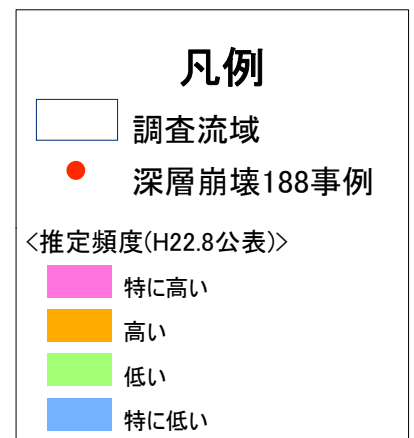 凡例
調査流域
深層崩壊188事例
<推定頻度(H22.8公表)>
特に高い
高い
低い
特に低い